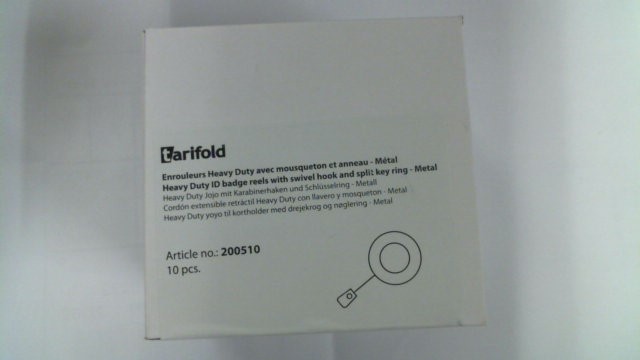 tarifold
Enrouleurs Heavy Duty avec mousqueton et anneau - Métal
Heavy Duty ID badge reels with swivel hook and split key ring - Metal
Heavy Duty Jojo mit Karabinerhaken und Schlüsselring - Metall
Cordón extensible retráctil Heavy Duty con llavero y mosqueton - Metal
Heavy Duty yoyo til kortholder med drejekrog og nøglering - Metal
Article no.: 200510
10 pcs.